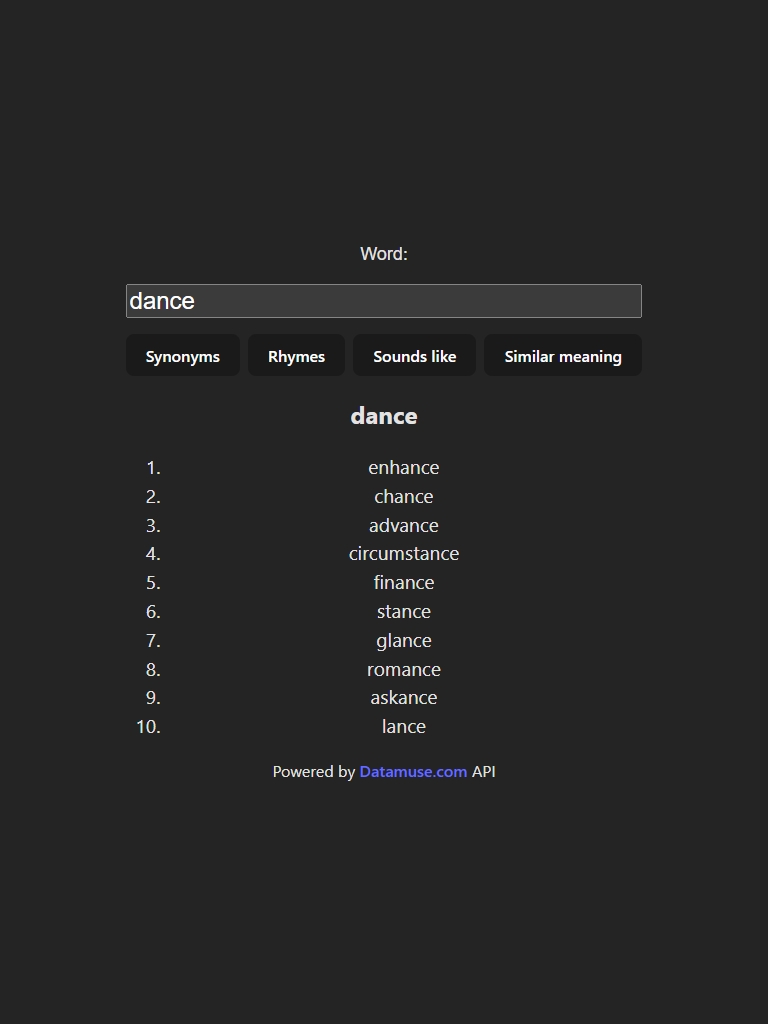 Word:
dance
Synonyms Rhymes Sounds like Similar meaning
dance
1. enhance
2. chance
3. advance
4. circumstance
5. finance
6. stance
7. glance
8. romance
9. askance
10. lance
Powered by Datamuse.com API